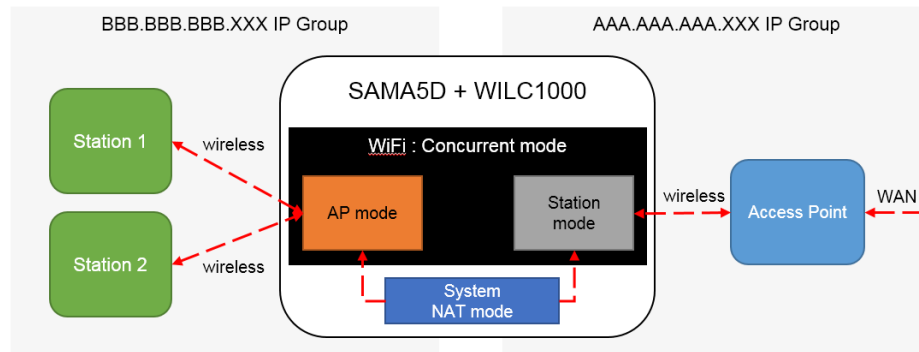 BBB.BBB.BBB.XXX IP Group
AAA.AAA.AAA.XXX IP Group
SAMA5D + WILC1000
WiFi : Concurrent mode
Station 1
wireless
AP mode
Station
mode
wireless
Access Point
WAN
Station 2
wireless
System
NAT mode